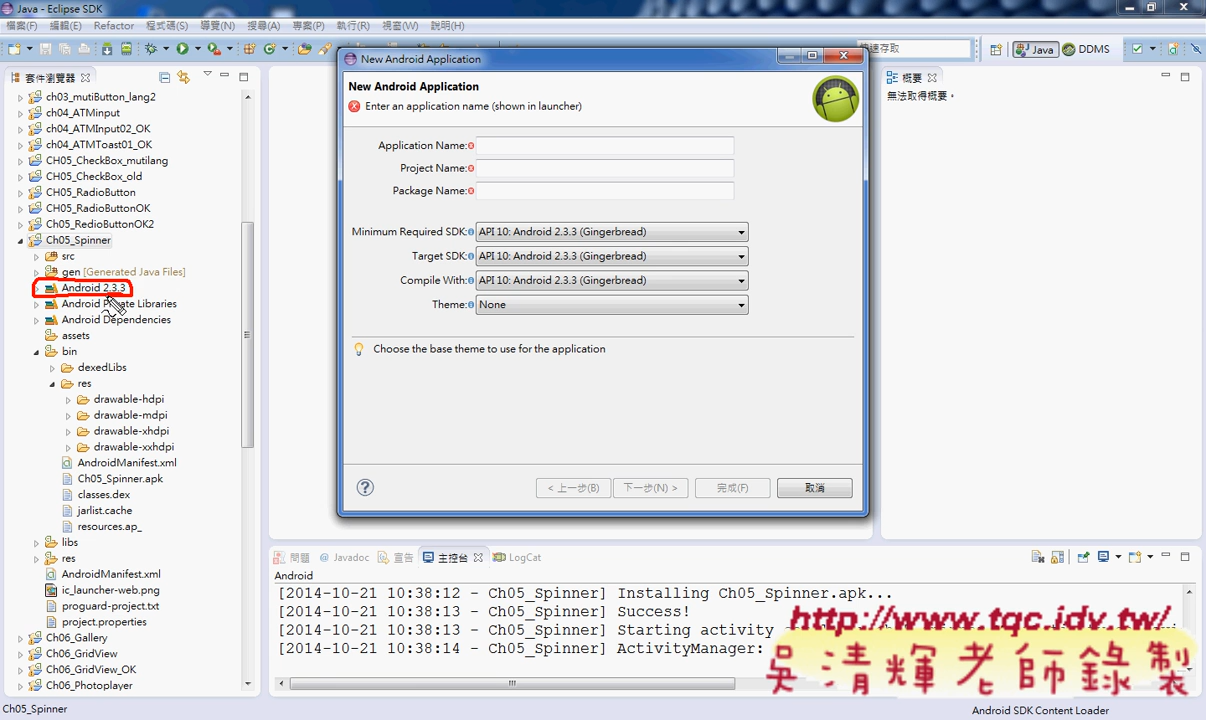 Java - Eclipse SDK
檔案(F) 編輯(E) Refactor 程式碼(S) 導覽(N) 搜尋(A) 專案(P) 執行(R) 視窗(W) 說明(H)
速存取 Java DDMS
套件瀏覽器
ch03_mutiButton_lang2
ch04_ATMinput
ch04_ATMInput02_OK
ch04_ATMToast01_OK
CH05_CheckBox_mutilang
CH05_CheckBox_old
CH05_RadioButton
CH05_RadioButtonOK
CH05_RedioButtonOK2
Ch05_Spinner
src
gen [Generated Java Files]
Android 2.3.3
Android Private Libraries
Android Dependencies
assets
bin
dexedLibs
res
drawable-hdpi
drawable-mdpi
drawable-xhdpi
drawable-xxhdpi
AndroidManifest.xml
Ch05_Spinner.apk
classes.dex
jarlist.cache
resources.ap_
libs
res
AndroidManifest.xml
ic_launcher-web.png
proguard-project.txt
project.properties
Ch06_Gallery
Ch06_GridView
Ch06_GridView_OK
Ch06_Photoplayer
New Android Application
New Android Application
Enter an application name (shown in launcher)
Application Name:
Project Name:
Package Name:
Minimum Required SDK: API 10: Android 2.3.3 (Gingerbread)
Target SDK: API 10: Android 2.3.3 (Gingerbread)
Compile With: API 10: Android 2.3.3 (Gingerbread)
Theme: None
Choose the base theme to use for the application
< 上一步(B) 下一步(N) > 完成(F) 取消
概要
無法取得概要。
問題 @ Javadoc 宣告 主控台 LogCat
Android
[2014-10-21 10:38:12 - Ch05_Spinner] Installing Ch05_Spinner.apk...
[2014-10-21 10:38:13 - Ch05_Spinner] Success!
[2014-10-21 10:38:13 - Ch05_Spinner] Starting activity
[2014-10-21 10:38:14 - Ch05_Spinner] ActivityManager:
http://www.tqc.idv.tw/
吳清輝老師錄製
Ch05_Spinner
Android SDK Content Loader